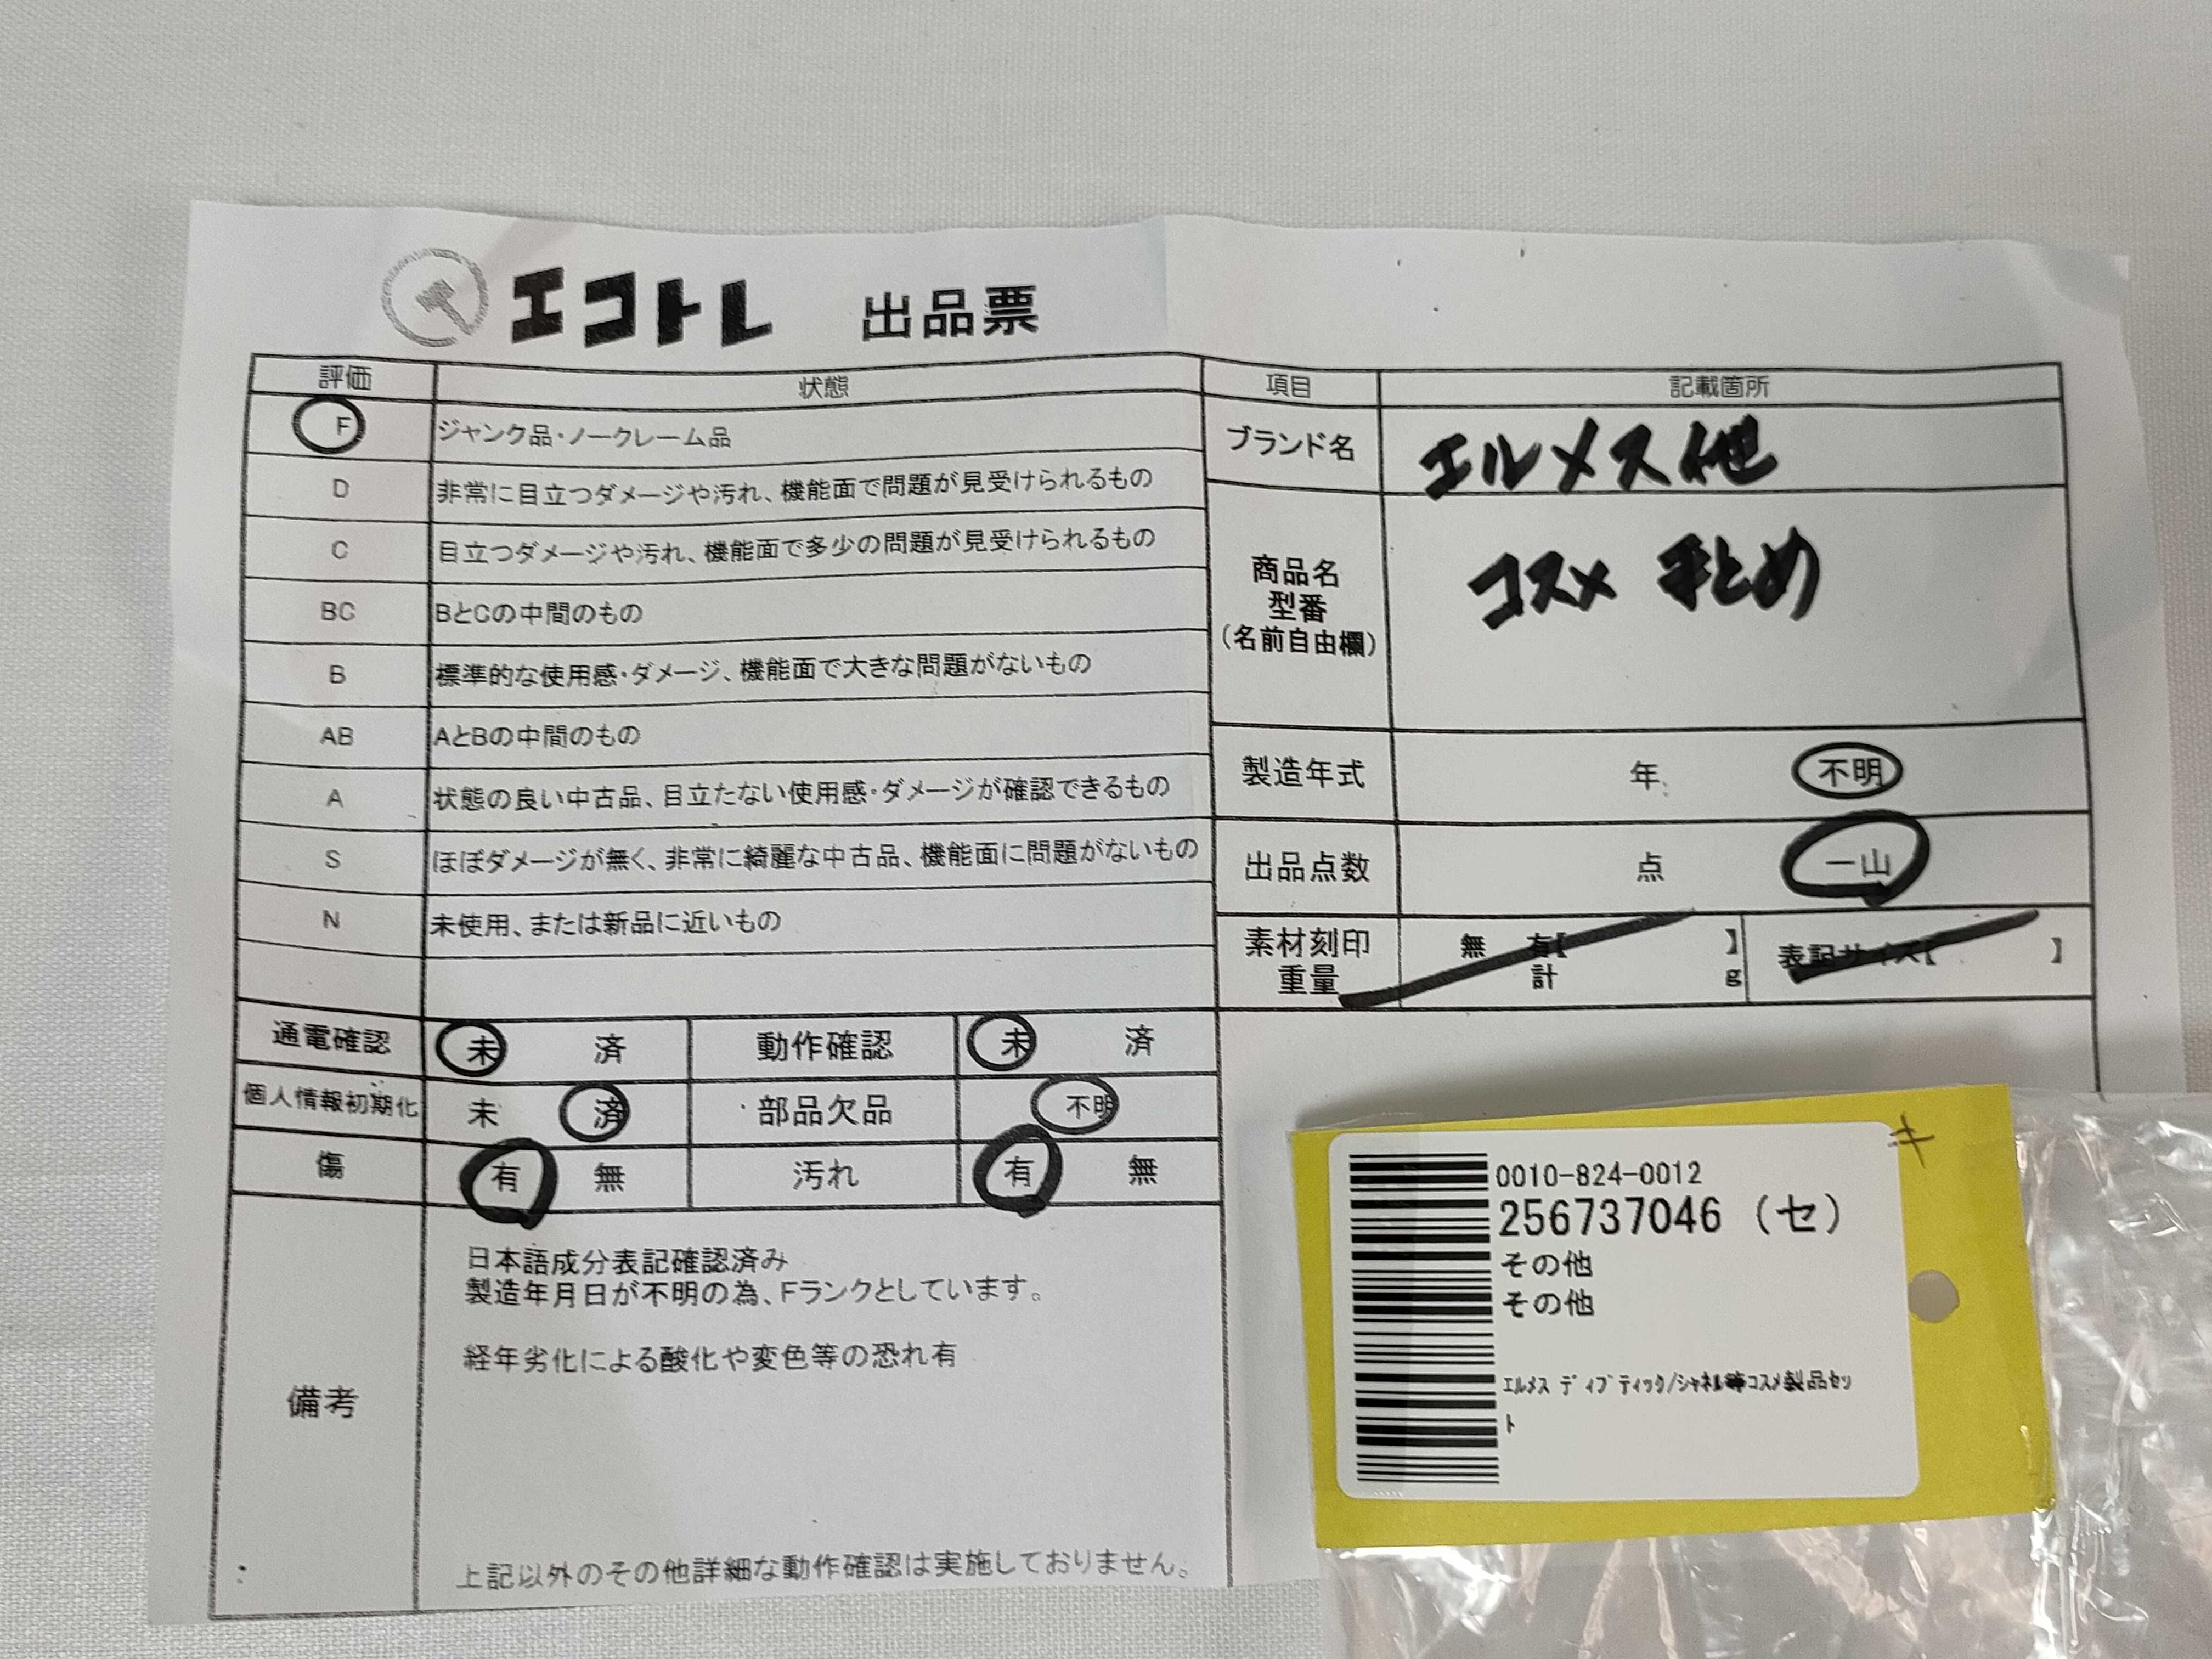 エコトレ 出品票
評価 状態
F ジャンク品・ノークレーム品
D 非常に目立つダメージや汚れ、機能面で問題が見受けられるもの
C 目立つダメージや汚れ、機能面で多少の問題が見受けられるもの
BC BとCの中間のもの
B 標準的な使用感・ダメージ、機能面で大きな問題がないもの
AB AとBの中間のもの
A 状態の良い中古品、目立たない使用感・ダメージが確認できるもの
S ほぼダメージが無く、非常に綺麗な中古品、機能面に問題がないもの
N 未使用、または新品に近いもの
通電確認 未 済 動作確認 未 済
個人情報初期化 未 済 部品欠品 不明
傷 有 無 汚れ 有 無
備考
日本語成分表記確認済み
製造年月日が不明の為、Fランクとしています。
経年劣化による酸化や変色等の恐れ有
上記以外のその他詳細な動作確認は実施しておりません。
項目 記載箇所
ブランド名 エルメス他
商品名
型番
(名前自由欄)
コスメ まとめ
製造年式 年 不明
出品点数 点 一山
素材刻印 無 有【 】 表記サイズ【 】
重量 計 g
キ
0010-824-0012
256737046 (セ)
その他
その他
ｴﾙﾒｽ ﾃﾞｨﾌﾟﾃｨｯｸ/ｼｬﾈﾙ等ｺｽﾒ製品ｾｯ
ﾄ